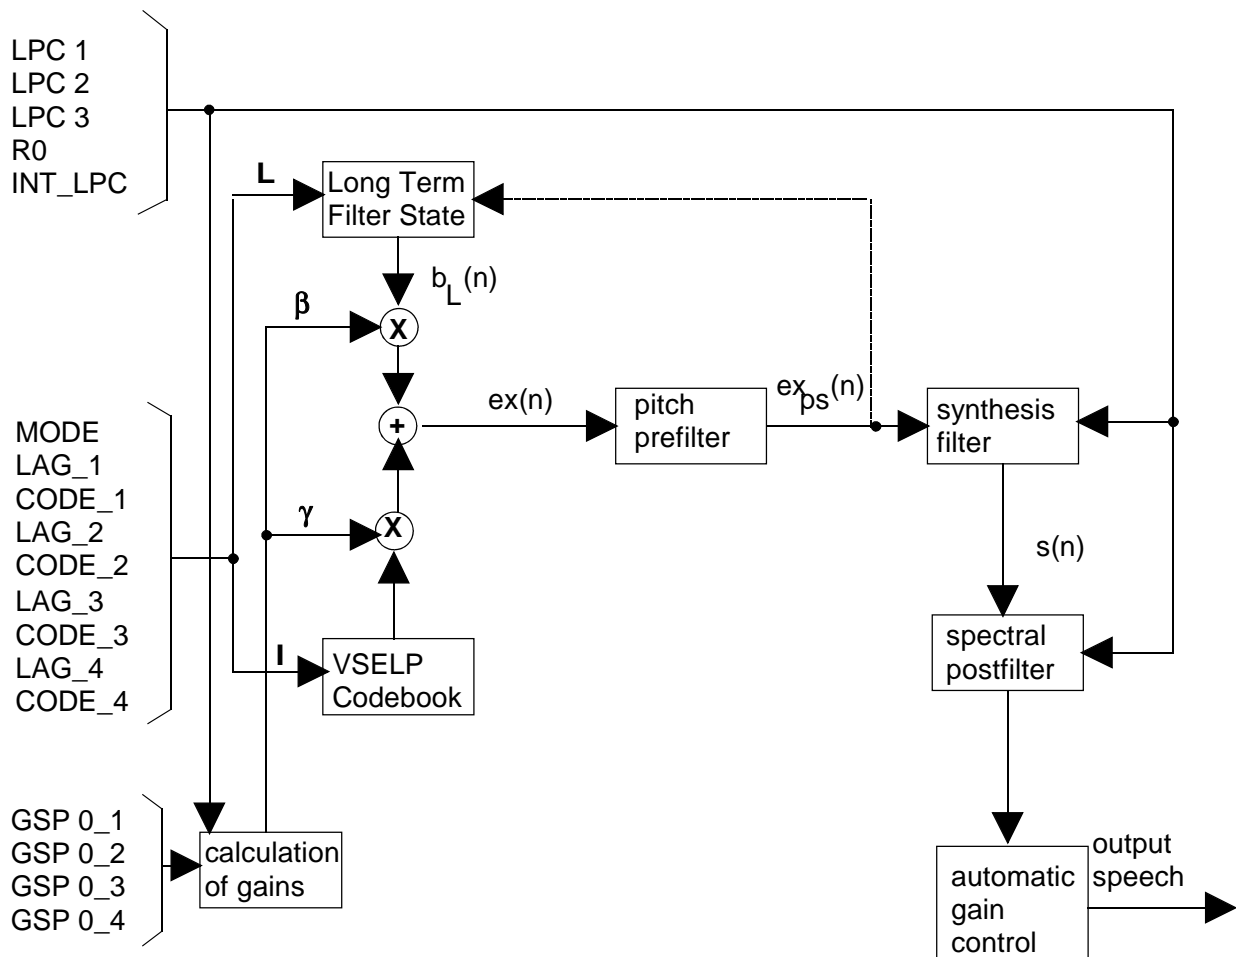 LPC 1
LPC 2
LPC 3
R0
INT_LPC
L
Long Term
Filter State
b_L(n)
β
X
ex(n)
pitch
prefilter
ex_ps(n)
synthesis
filter
+
MODE
LAG_1
CODE_1
LAG_2
CODE_2
LAG_3
CODE_3
LAG_4
CODE_4
γ
X
s(n)
I
VSELP
Codebook
spectral
postfilter
GSP 0_1
GSP 0_2
GSP 0_3
GSP 0_4
calculation
of gains
automatic
gain
control
output
speech